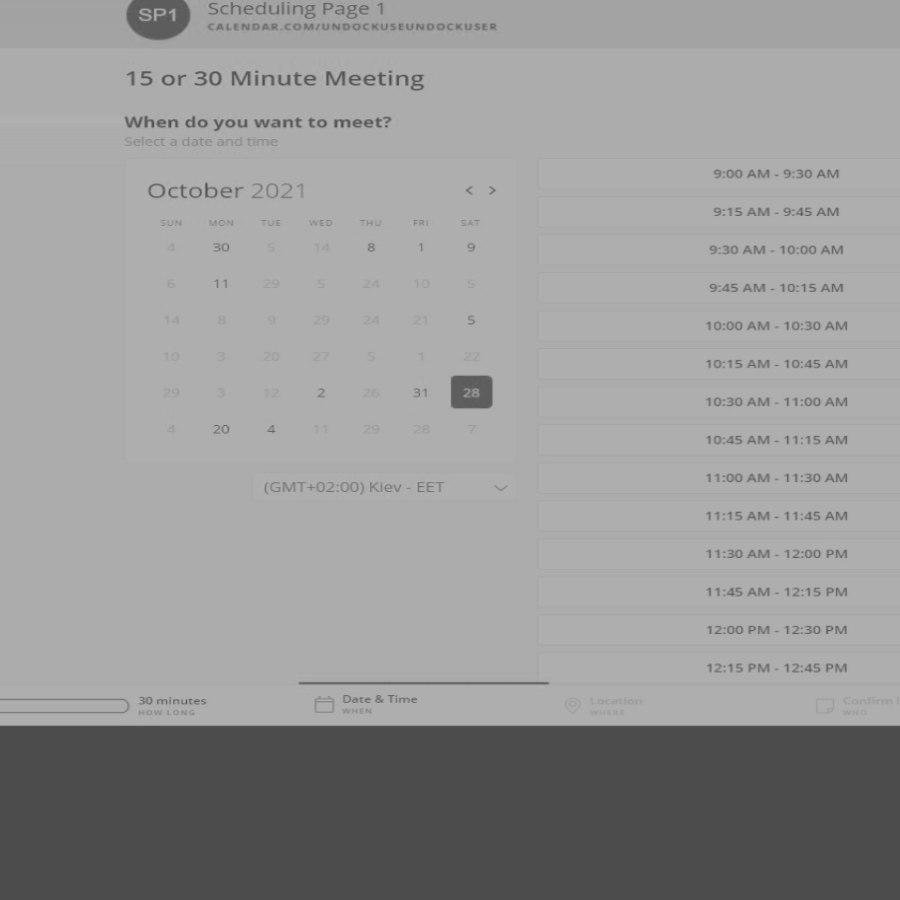 SP1
Scheduling Page 1
CALENDAR.COM/UNDOCKUSEUNDOCKUSER
15 or 30 Minute Meeting
When do you want to meet?
Select a date and time
October 2021 < >
SUN MON TUE WED THU FRI SAT
4 30 5 14 8 1 9
6 11 29 5 24 10 5
14 8 9 29 24 21 5
10 3 20 27 5 1 22
29 3 12 2 26 31 28
4 20 4 11 29 28 7
(GMT+02:00) Kiev - EET
9:00 AM - 9:30 AM
9:15 AM - 9:45 AM
9:30 AM - 10:00 AM
9:45 AM - 10:15 AM
10:00 AM - 10:30 AM
10:15 AM - 10:45 AM
10:30 AM - 11:00 AM
10:45 AM - 11:15 AM
11:00 AM - 11:30 AM
11:15 AM - 11:45 AM
11:30 AM - 12:00 PM
11:45 AM - 12:15 PM
12:00 PM - 12:30 PM
12:15 PM - 12:45 PM
30 minutes
HOW LONG
Date & Time
WHEN
Location
WHERE
Confirm
WHO